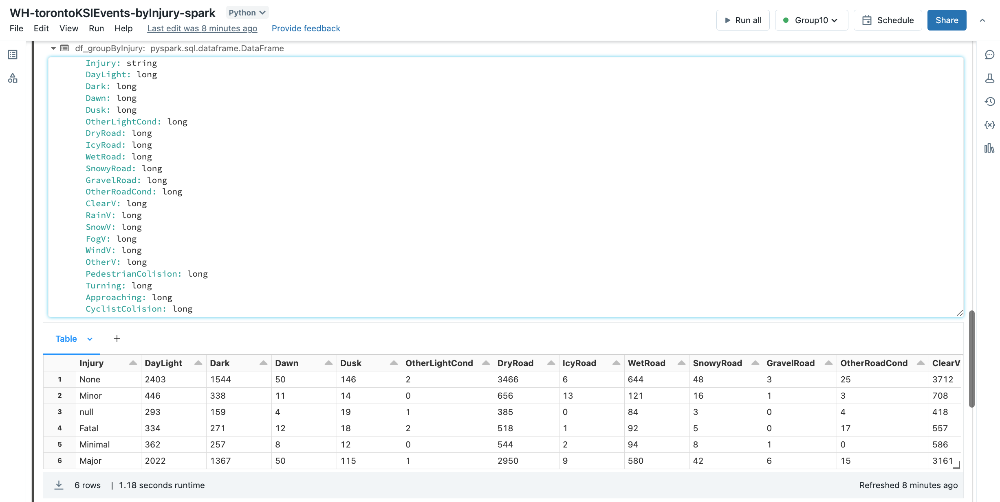 WH-torontoKSIEvents-byInjury-spark Python
Run all Group10 Schedule Share
File Edit View Run Help Last edit was 8 minutes ago Provide feedback
df_groupByInjury: pyspark.sql.dataframe.DataFrame
Injury: string
DayLight: long
Dark: long
Dawn: long
Dusk: long
OtherLightCond: long
DryRoad: long
IcyRoad: long
WetRoad: long
SnowyRoad: long
GravelRoad: long
OtherRoadCond: long
ClearV: long
RainV: long
SnowV: long
FogV: long
WindV: long
OtherV: long
PedestrianColision: long
Turning: long
Approaching: long
CyclistColision: long
Table +
Injury DayLight Dark Dawn Dusk OtherLightCond DryRoad IcyRoad WetRoad SnowyRoad GravelRoad OtherRoadCond ClearV
1 None 2403 1544 50 146 2 3466 6 644 48 3 25 3712
2 Minor 446 338 11 14 0 656 13 121 16 1 3 708
3 null 293 159 4 19 1 385 0 84 3 0 4 418
4 Fatal 334 271 12 18 2 518 1 92 5 0 17 557
5 Minimal 362 257 8 12 0 544 2 94 8 1 0 586
6 Major 2022 1367 50 115 1 2950 9 580 42 6 15 3161
6 rows | 1.18 seconds runtime Refreshed 8 minutes ago